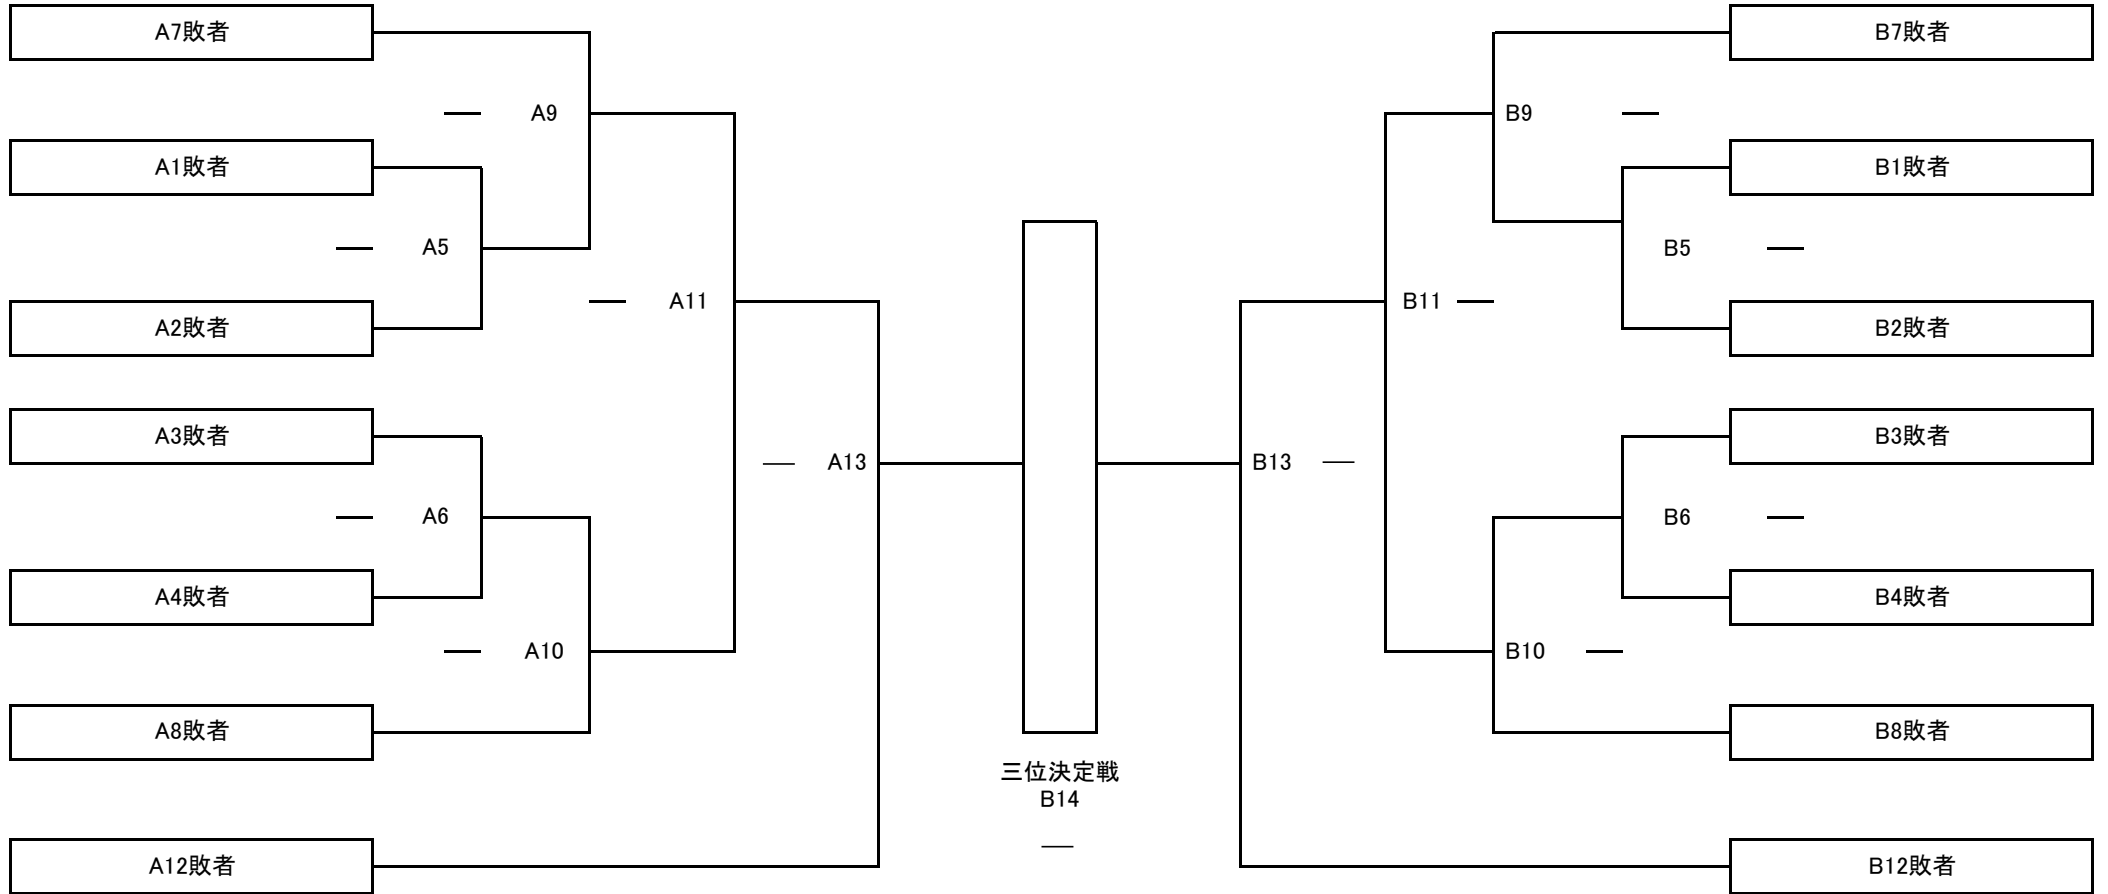 A7敗者
B7敗者
— A9
B9 —
A1敗者
B1敗者
— A5
B5 —
A2敗者
B2敗者
— A11
B11 —
A3敗者
B3敗者
— A13
B13 —
— A6
B6 —
A4敗者
B4敗者
— A10
B10 —
A8敗者
B8敗者
三位決定戦
B14
—
A12敗者
B12敗者